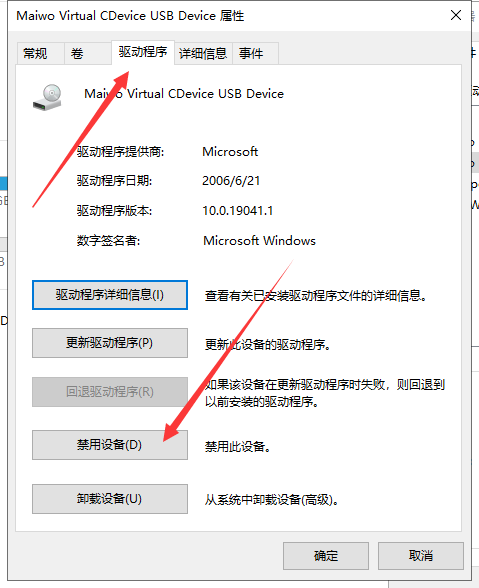 Maiwo Virtual CDevice USB Device 属性
常规 卷 驱动程序 详细信息 事件
Maiwo Virtual CDevice USB Device
驱动程序提供商: Microsoft
驱动程序日期: 2006/6/21
驱动程序版本: 10.0.19041.1
数字签名者: Microsoft Windows
驱动程序详细信息(I) 查看有关已安装驱动程序文件的详细信息。
更新驱动程序(P) 更新此设备的驱动程序。
回退驱动程序(R) 如果该设备在更新驱动程序时失败，则回退到
以前安装的驱动程序。
禁用设备(D) 禁用此设备。
卸载设备(U) 从系统中卸载设备(高级)。
确定 取消